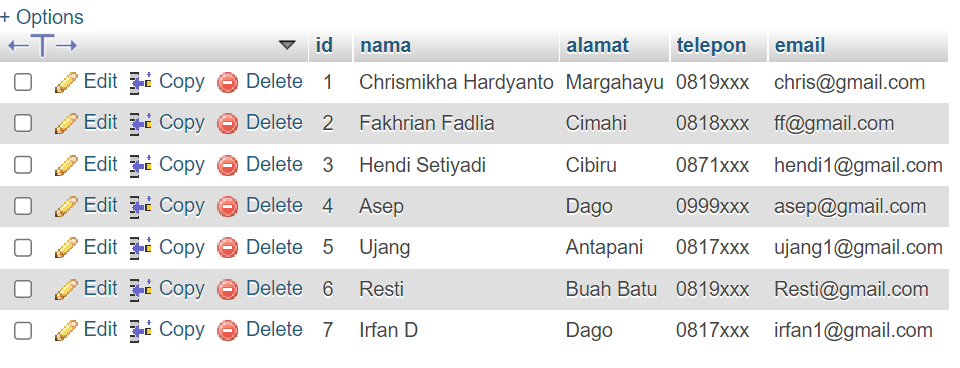 + Options
id nama alamat telepon email
Edit Copy Delete 1 Chrismikha Hardyanto Margahayu 0819xxx chris@gmail.com
Edit Copy Delete 2 Fakhrian Fadlia Cimahi 0818xxx ff@gmail.com
Edit Copy Delete 3 Hendi Setiyadi Cibiru 0871xxx hendi1@gmail.com
Edit Copy Delete 4 Asep Dago 0999xxx asep@gmail.com
Edit Copy Delete 5 Ujang Antapani 0817xxx ujang1@gmail.com
Edit Copy Delete 6 Resti Buah Batu 0819xxx Resti@gmail.com
Edit Copy Delete 7 Irfan D Dago 0817xxx irfan1@gmail.com